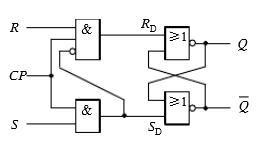 R & R_D ≥1 Q
CP
S & S_D ≥1 Q̅